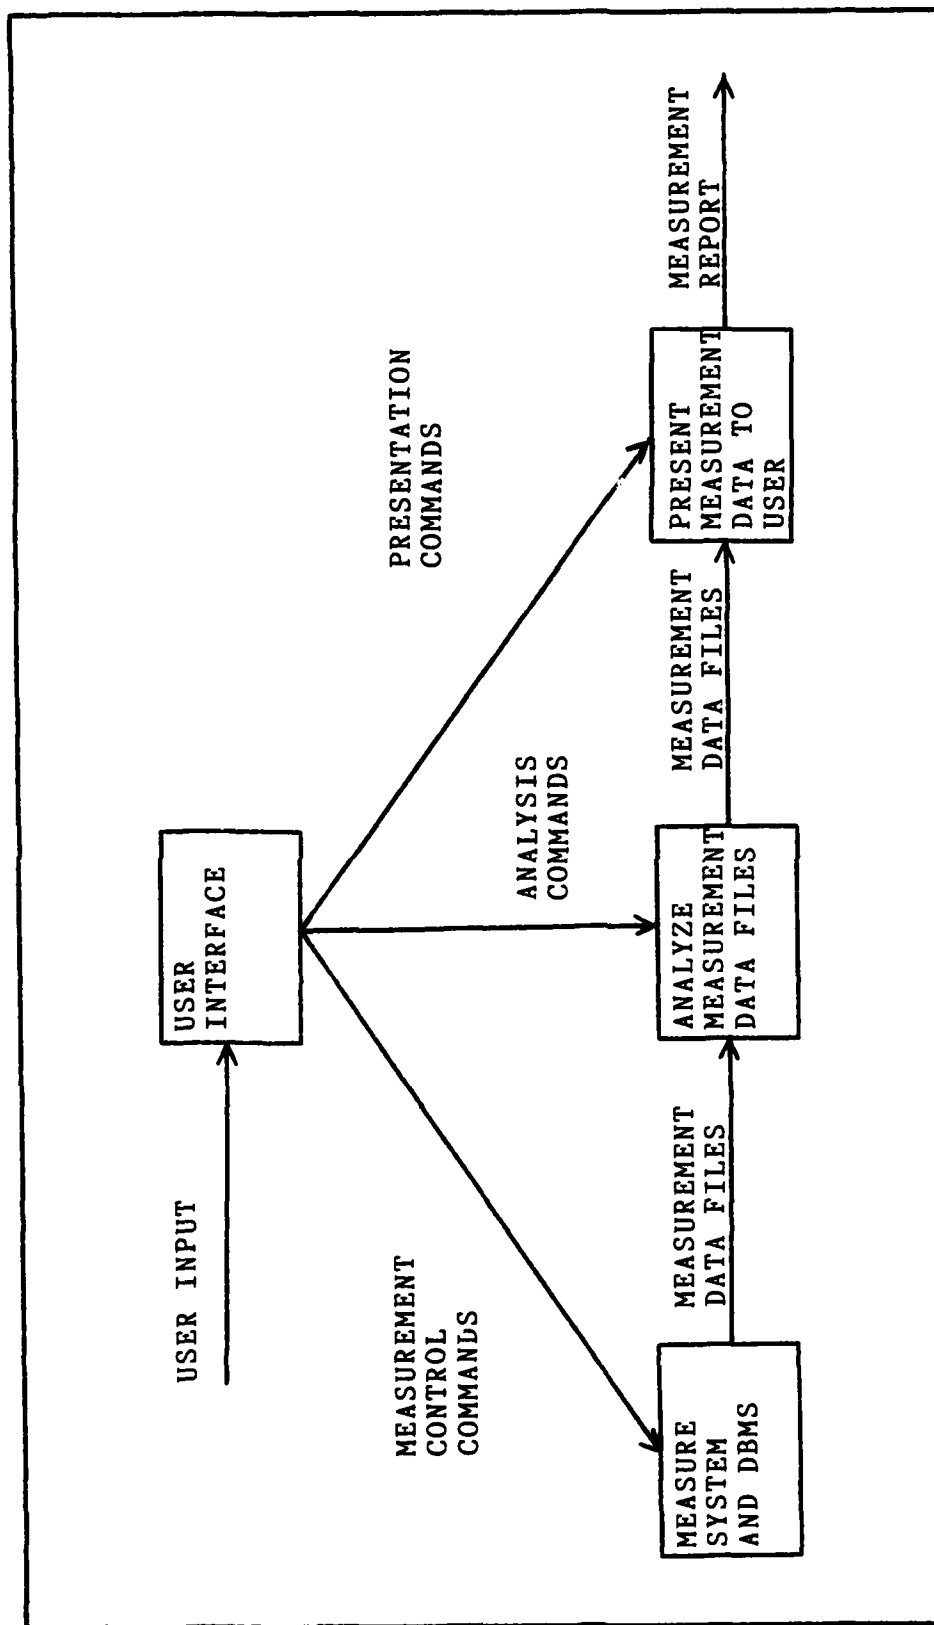 USER INPUT
USER
INTERFACE
MEASUREMENT
CONTROL
COMMANDS
ANALYSIS
COMMANDS
PRESENTATION
COMMANDS
MEASURE
SYSTEM
AND DBMS
MEASUREMENT
DATA FILES
ANALYZE
MEASUREMENT
DATA FILES
MEASUREMENT
DATA FILES
PRESENT
MEASUREMENT
DATA TO
USER
MEASUREMENT
REPORT